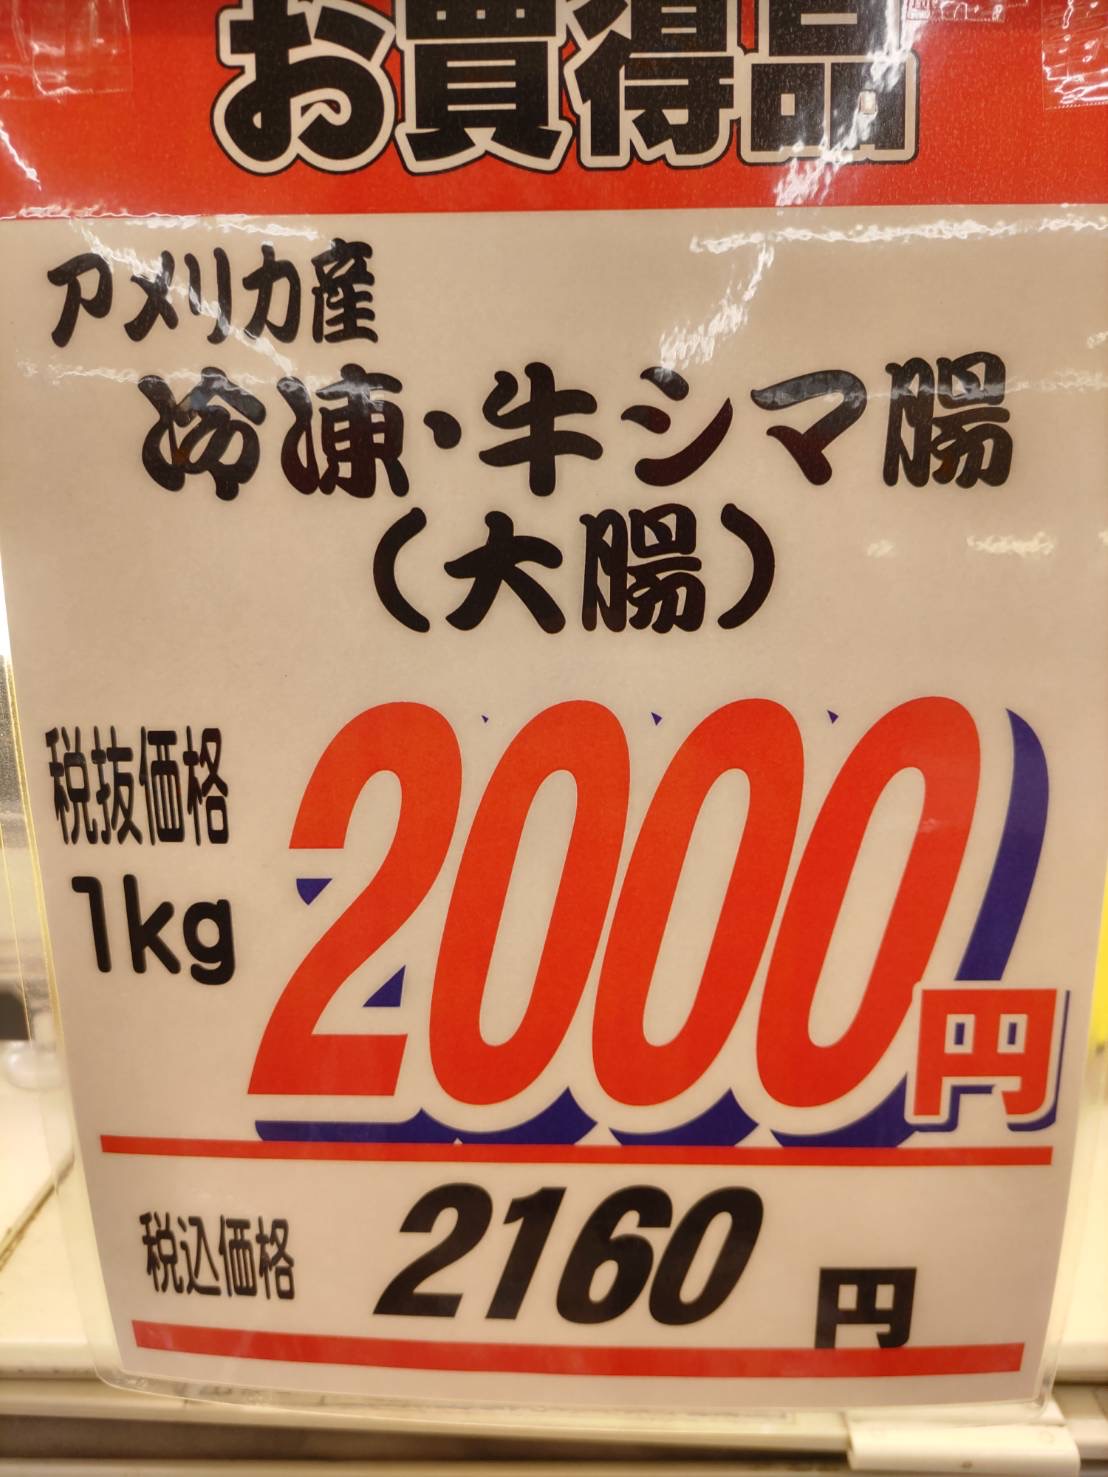 お買得品
アメリカ産
冷凍・牛シマ腸
（大腸）
税抜価格
1kg
2000円
税込価格 2160円